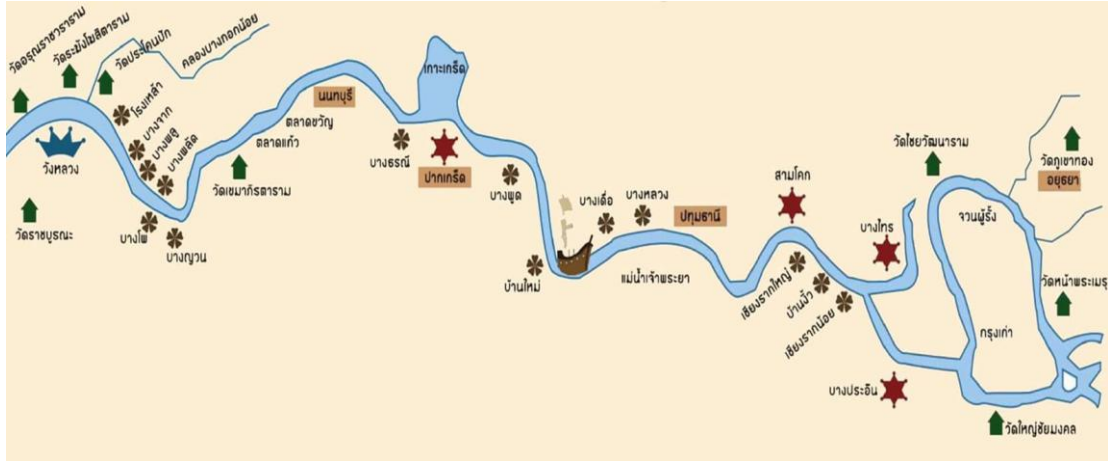 วัดอรุณราชวราราม
วัดระฆังโฆสิตาราม
วัดประโคนปัก
คลองบางกอกน้อย
วังหลวง
วัดราชบูรณะ
โรงเหล้า
บางจาก
บางพลู
บางพลัด
บางโพ
บางญวน
วัดเขมาภิรตาราม
ตลาดแก้ว
ตลาดขวัญ
นนทบุรี
เกาะเกร็ด
บางธรณี
ปากเกร็ด
บางพูด
บ้านใหม่
บางเดื่อ
บางหลวง
ปทุมธานี
แม่น้ำเจ้าพระยา
สามโคก
เชียงรากใหญ่
บ้านงิ้ว
เชียงรากน้อย
บางไทร
บางประอิน
วัดไชยวัฒนาราม
จวนผู้รั้ง
กรุงเก่า
วัดภูเขาทอง
อยุธยา
วัดหน้าพระเมรุ
วัดใหญ่ชัยมงคล